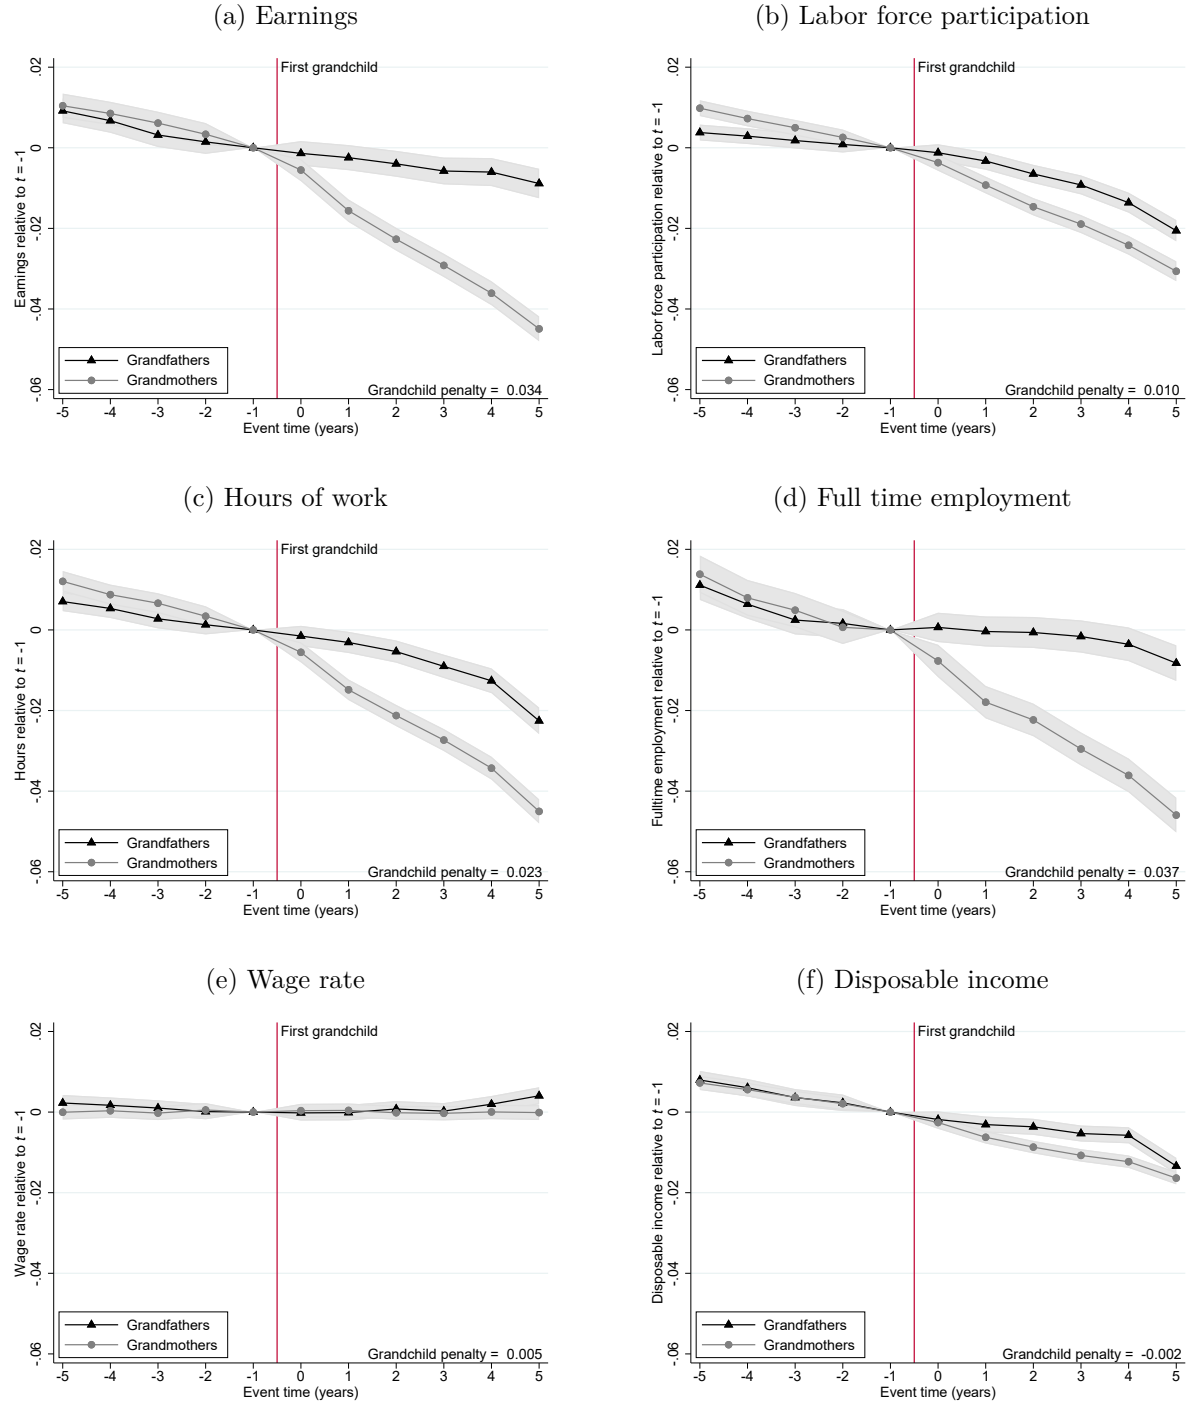 (a) Earnings
First grandchild
Earnings relative to t = -1
.02
0
-.02
-.04
-.06
Grandfathers
Grandmothers
Grandchild penalty = 0.034
-5 -4 -3 -2 -1 0 1 2 3 4 5
Event time (years)
(b) Labor force participation
First grandchild
Labor force participation relative to t = -1
.02
0
-.02
-.04
-.06
Grandfathers
Grandmothers
Grandchild penalty = 0.010
-5 -4 -3 -2 -1 0 1 2 3 4 5
Event time (years)
(c) Hours of work
First grandchild
Hours relative to t = -1
.02
0
-.02
-.04
-.06
Grandfathers
Grandmothers
Grandchild penalty = 0.023
-5 -4 -3 -2 -1 0 1 2 3 4 5
Event time (years)
(d) Full time employment
First grandchild
Fulltime employment relative to t = -1
.02
0
-.02
-.04
-.06
Grandfathers
Grandmothers
Grandchild penalty = 0.037
-5 -4 -3 -2 -1 0 1 2 3 4 5
Event time (years)
(e) Wage rate
First grandchild
Wage rate relative to t = -1
.02
0
-.02
-.04
-.06
Grandfathers
Grandmothers
Grandchild penalty = 0.005
-5 -4 -3 -2 -1 0 1 2 3 4 5
Event time (years)
(f) Disposable income
First grandchild
Disposable income relative to t = -1
.02
0
-.02
-.04
-.06
Grandfathers
Grandmothers
Grandchild penalty = -0.002
-5 -4 -3 -2 -1 0 1 2 3 4 5
Event time (years)